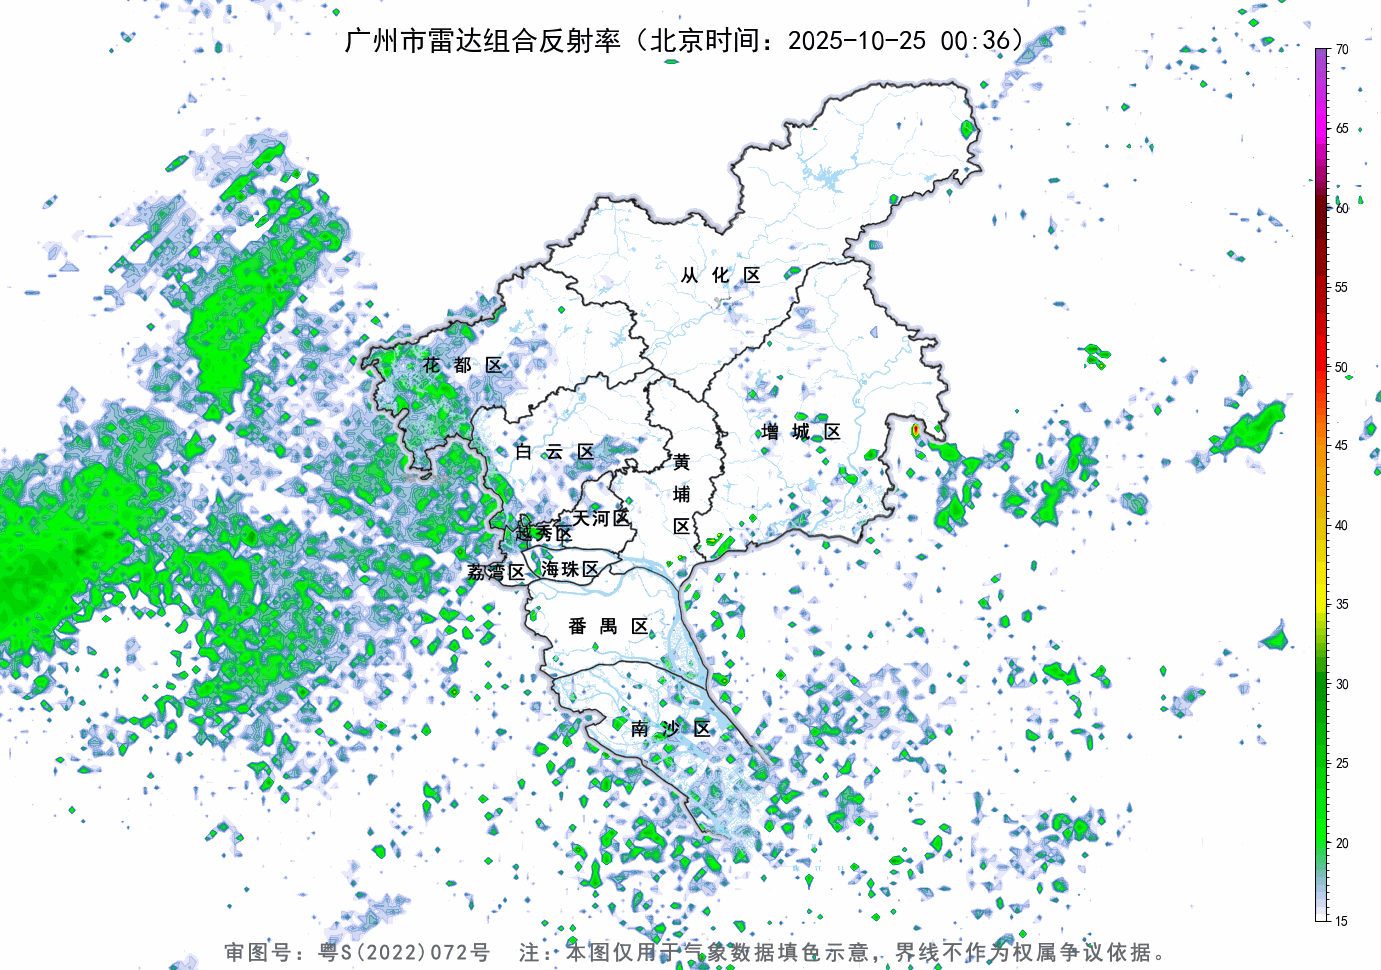 广州市雷达组合反射率（北京时间：2025-10-25 00:36）
70
65
60
55
50
45
40
35
30
25
20
15
从化区
花都区
增城区
白云区
黄埔区
天河区
越秀区
海珠区
荔湾区
番禺区
南沙区
审图号：粤S(2022)072号 注：本图仅用于气象数据填色示意，界线不作为权属争议依据。